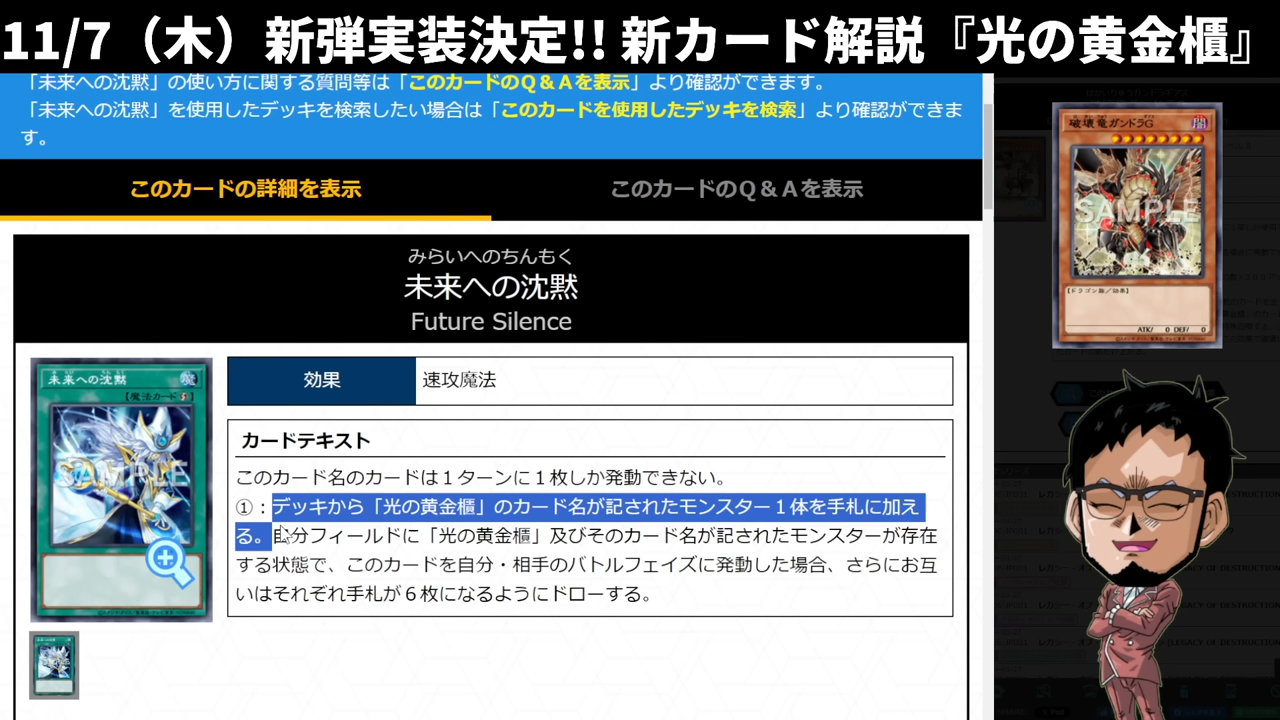 11/7（木）新弾実装決定!! 新カード解説『光の黄金櫃』
「未来への沈黙」の使い方に関する質問等は「このカードのＱ＆Ａを表示」より確認ができます。
「未来への沈黙」を使用したデッキを検索したい場合は「このカードを使用したデッキを検索」より確認ができま
す。
このカードの詳細を表示
このカードのＱ＆Ａを表示
みらいへのちんもく
未来への沈黙
Future Silence
未来への沈黙
【魔法カード】
SAMPLE
効果
速攻魔法
カードテキスト
このカード名のカードは１ターンに１枚しか発動できない。
①：デッキから「光の黄金櫃」のカード名が記されたモンスター１体を手札に加え
る。自分フィールドに「光の黄金櫃」及びそのカード名が記されたモンスターが存在
する状態で、このカードを自分・相手のバトルフェイズに発動した場合、さらにお互
いはそれぞれ手札が６枚になるようにドローする。
破壊竜ガンドラG
SAMPLE
【ドラゴン族／効果】
ATK/ 0 DEF/ 0